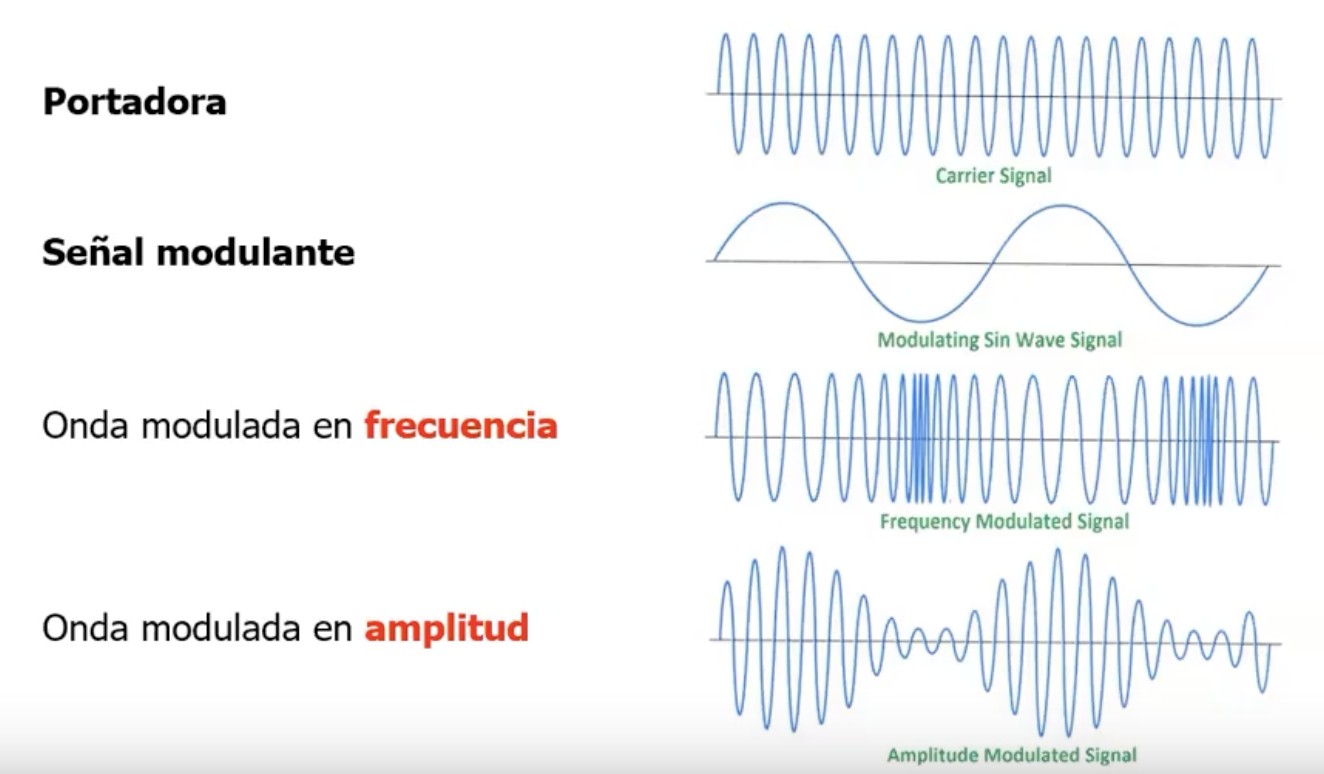 Portadora
Carrier Signal
Señal modulante
Modulating Sin Wave Signal
Onda modulada en frecuencia
Frequency Modulated Signal
Onda modulada en amplitud
Amplitude Modulated Signal